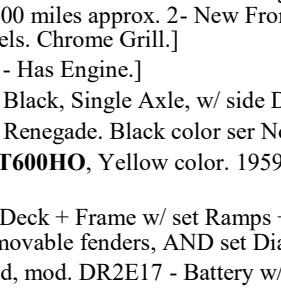 00 miles approx. 2- New Fron
els. Chrome Grill.]
- Has Engine.]
Black, Single Axle, w/ side D
Renegade. Black color ser No
T600HO, Yellow color. 1959
Deck + Frame w/ set Ramps +
movable fenders, AND set Dia
d, mod. DR2E17 - Battery w/